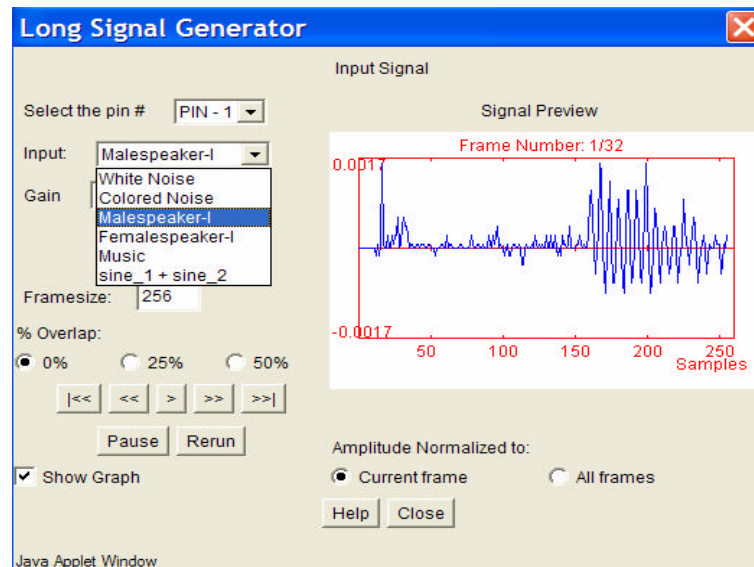 Long Signal Generator
Input Signal
Select the pin # PIN - 1
Signal Preview
Input: Malespeaker-I
White Noise
Colored Noise
Malespeaker-I
Femalespeaker-I
Music
sine_1 + sine_2
Gain
Framesize: 256
% Overlap:
0% 25% 50%
|<< << > >> >>|
Pause Rerun
Show Graph
Frame Number: 1/32
0.0017
-0.0017
50 100 150 200 250
Samples
Amplitude Normalized to:
Current frame All frames
Help Close
Java Applet Window